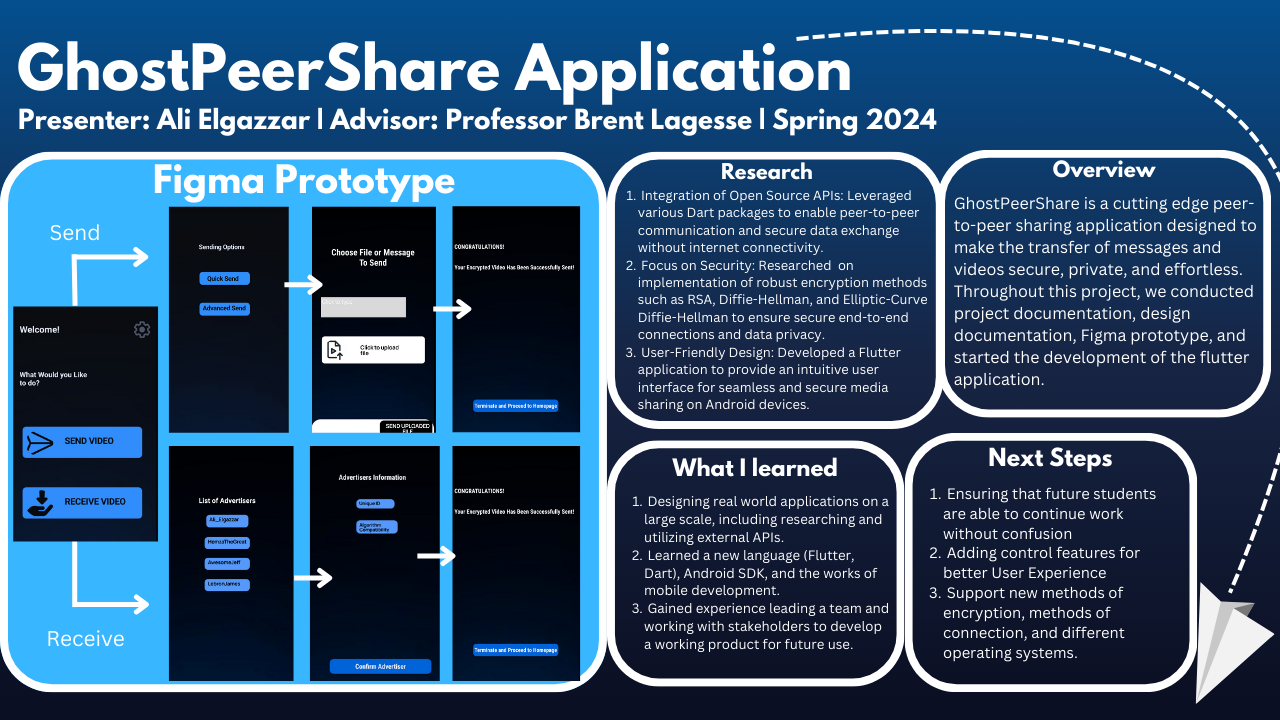 GhostPeerShare Application
Presenter: Ali Elgazzar | Advisor: Professor Brent Lagesse | Spring 2024
Figma Prototype
Send
Welcome!
What Would you Like
to do?
SEND VIDEO
RECEIVE VIDEO
Receive
Sending Options
Quick Send
Advanced Send
Choose File or Message
To Send
Click to upload
file
SEND UPLOADED
FILE
CONGRATULATIONS!
Your Encrypted Video Has Been Successfully Sent!
Terminate and Proceed to Homepage
List of Advertisers
Ali_Elgazzar
HamzaTheGreat
AwesomeJeff
LebronJames
Advertisers Information
Unique ID
Algorithm
Compatibility
Confirm Advertiser
CONGRATULATIONS!
Your Encrypted Video Has Been Successfully Sent!
Terminate and Proceed to Homepage
Research
1. Integration of Open Source APIs: Leveraged
various Dart packages to enable peer-to-peer
communication and secure data exchange
without internet connectivity.
2. Focus on Security: Researched on
implementation of robust encryption methods
such as RSA, Diffie-Hellman, and Elliptic-Curve
Diffie-Hellman to ensure secure end-to-end
connections and data privacy.
3. User-Friendly Design: Developed a Flutter
application to provide an intuitive user
interface for seamless and secure media
sharing on Android devices.
Overview
GhostPeerShare is a cutting edge peer-
to-peer sharing application designed to
make the transfer of messages and
videos secure, private, and effortless.
Throughout this project, we conducted
project documentation, design
documentation, Figma prototype, and
started the development of the flutter
application.
What I learned
1. Designing real world applications on a
large scale, including researching and
utilizing external APIs.
2. Learned a new language (Flutter,
Dart), Android SDK, and the works of
mobile development.
3. Gained experience leading a team and
working with stakeholders to develop
a working product for future use.
Next Steps
1. Ensuring that future students
are able to continue work
without confusion
2. Adding control features for
better User Experience
3. Support new methods of
encryption, methods of
connection, and different
operating systems.